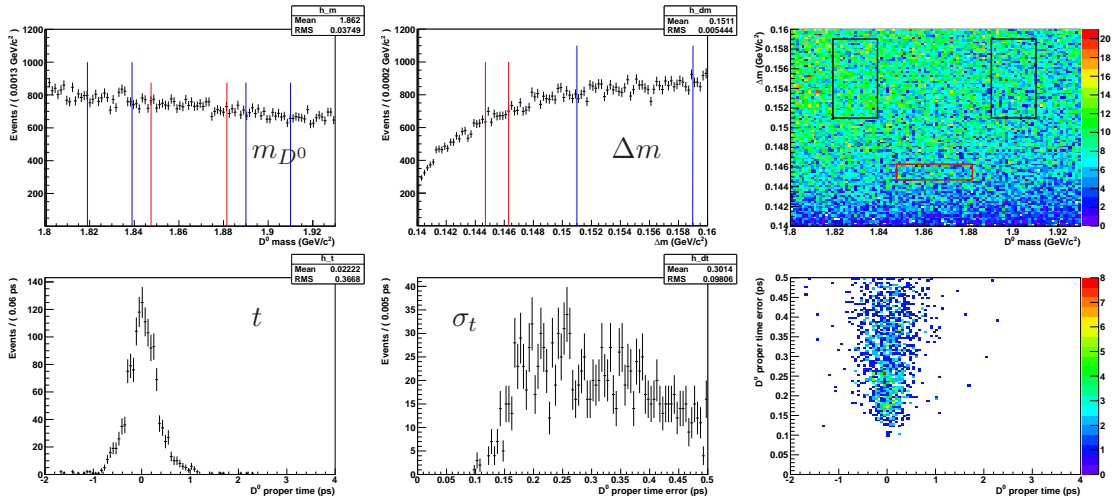 h_m
Mean 1.862
RMS 0.03749
Events / ( 0.0013 GeV/c² )
1200
1000
800
600
400
200
0
m_D⁰
1.8 1.82 1.84 1.86 1.88 1.9 1.92
D⁰ mass (GeV/c²)
h_dm
Mean 0.1511
RMS 0.005444
Events / ( 0.0002 GeV/c² )
1200
1000
800
600
400
200
0
Δm
0.14 0.142 0.144 0.146 0.148 0.15 0.152 0.154 0.156 0.158 0.16
Δm (GeV/c²)
Δm (GeV/c²)
0.16
0.158
0.156
0.154
0.152
0.15
0.148
0.146
0.144
0.142
0.14
1.8 1.82 1.84 1.86 1.88 1.9 1.92
D⁰ mass (GeV/c²)
20
18
16
14
12
10
8
6
4
2
0
h_t
Mean 0.02222
RMS 0.3668
Events / ( 0.06 ps )
140
120
100
80
60
40
20
0
t
-2 -1 0 1 2 3 4
D⁰ proper time (ps)
h_dt
Mean 0.3014
RMS 0.09806
Events / ( 0.005 ps )
40
35
30
25
20
15
10
5
0
σ_t
0 0.05 0.1 0.15 0.2 0.25 0.3 0.35 0.4 0.45 0.5
D⁰ proper time error (ps)
D⁰ proper time error (ps)
0.5
0.45
0.4
0.35
0.3
0.25
0.2
0.15
0.1
0.05
0
-2 -1 0 1 2 3 4
D⁰ proper time (ps)
8
7
6
5
4
3
2
1
0